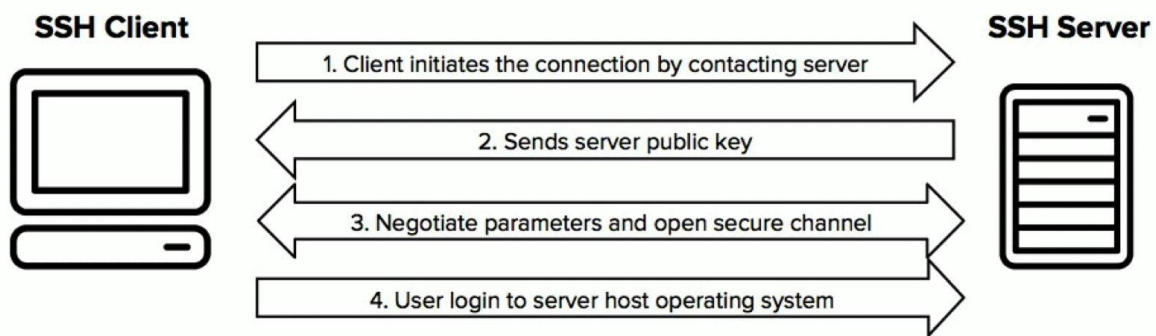 SSH Client
SSH Server
1. Client initiates the connection by contacting server
2. Sends server public key
3. Negotiate parameters and open secure channel
4. User login to server host operating system